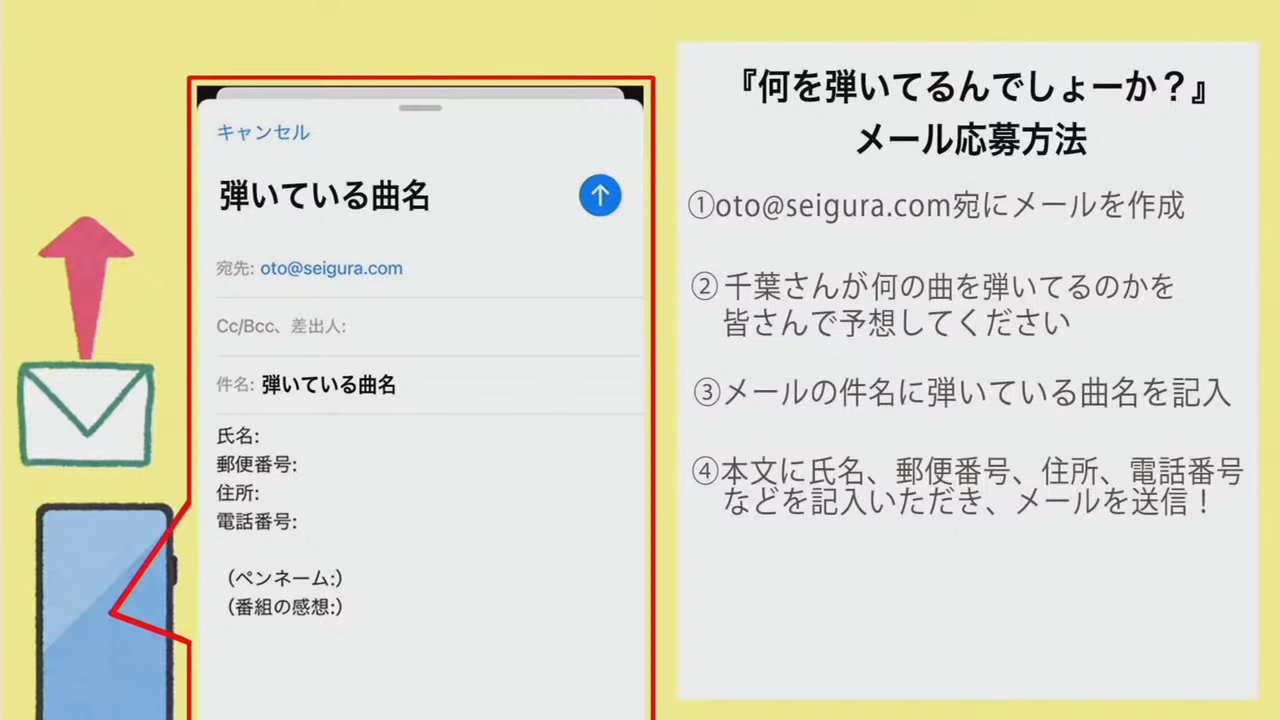 キャンセル
弾いている曲名
宛先: oto@seigura.com
Cc/Bcc、差出人:
件名: 弾いている曲名
氏名:
郵便番号:
住所:
電話番号:
（ペンネーム:）
（番組の感想:）
『何を弾いてるんでしょーか？』
メール応募方法
①oto@seigura.com宛にメールを作成
②千葉さんが何の曲を弾いてるのかを
皆さんで予想してください
③メールの件名に弾いている曲名を記入
④本文に氏名、郵便番号、住所、電話番号
などを記入いただき、メールを送信！